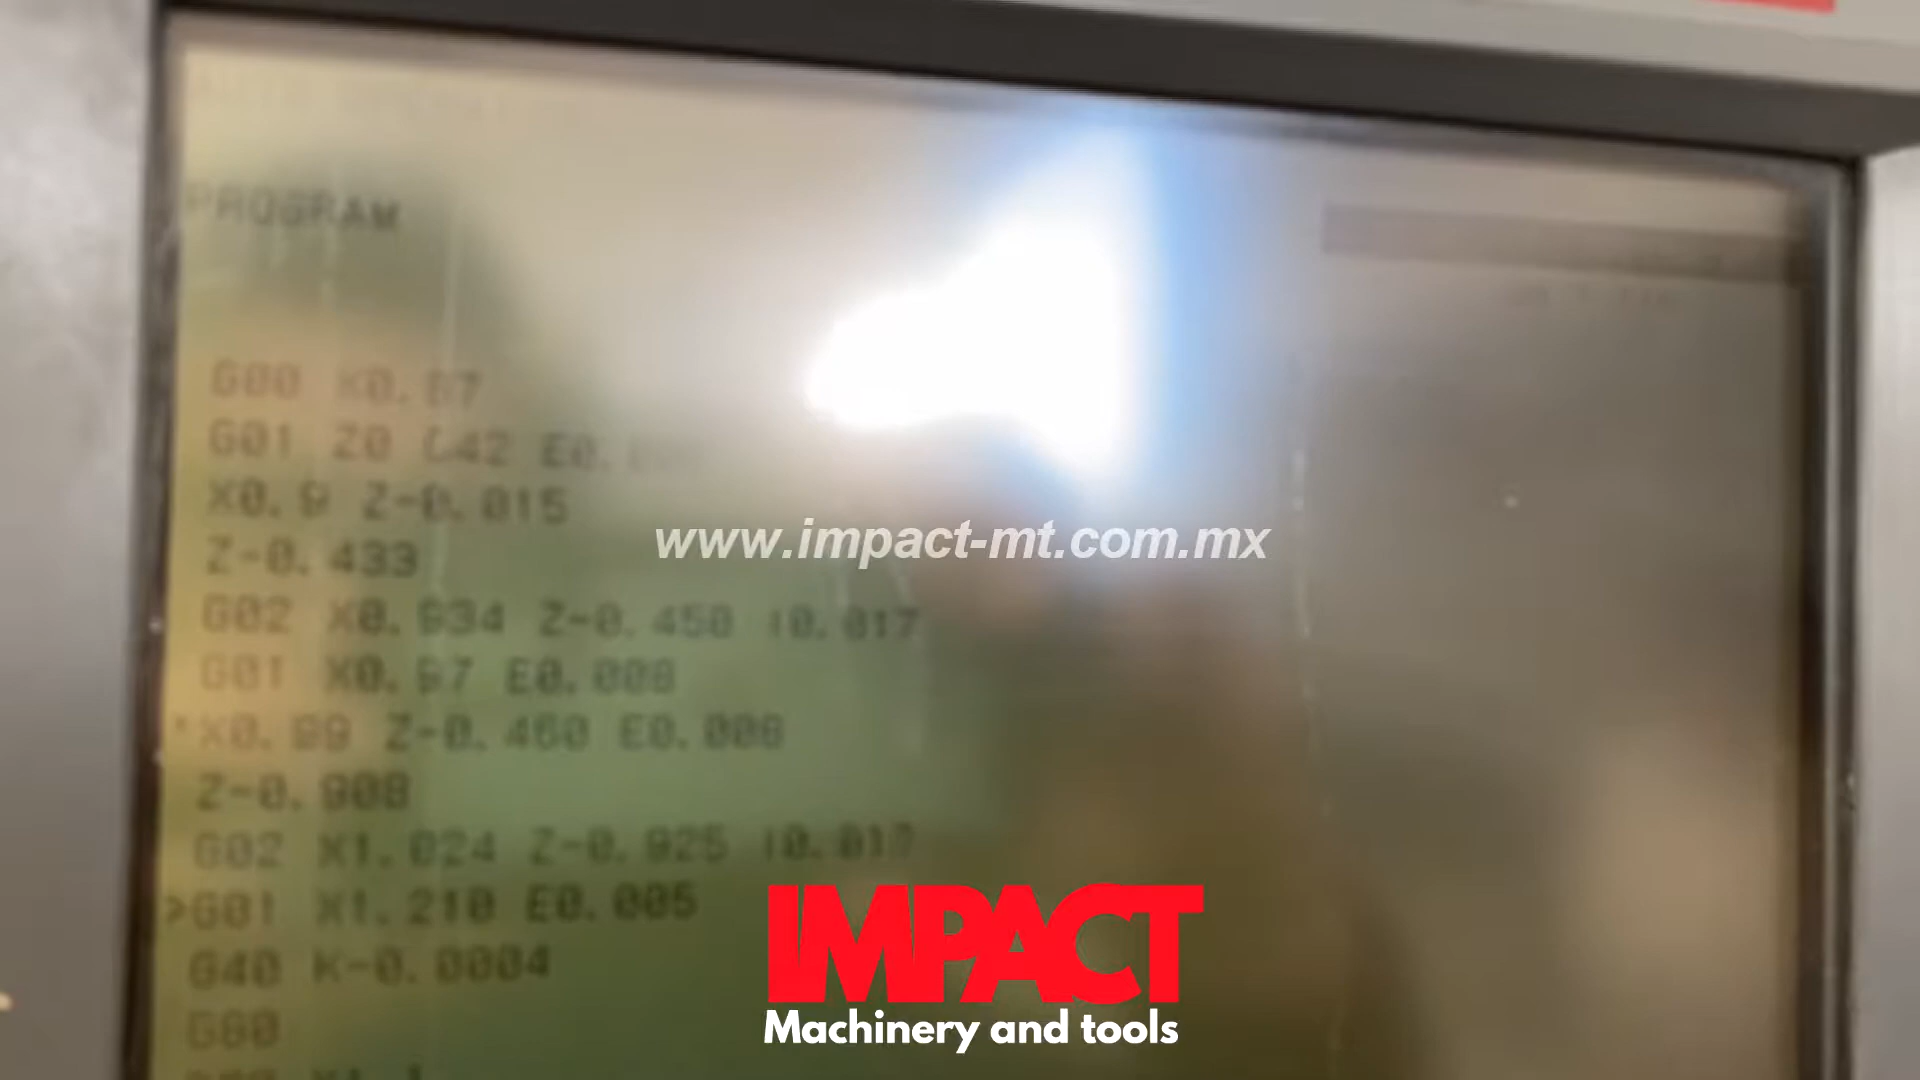 PROGRAM
G00 X0.97
G01 Z0 G42 E0.
X0.9 Z-0.015
Z-0.433
G02 X0.934 Z-0.450 I0.017
G01 X0.97 E0.008
*X0.99 Z-0.460 E0.008
Z-0.908
G02 X1.024 Z-0.925 I0.017
>G01 X1.210 E0.005
G40 K-0.0004
G80
www.impact-mt.com.mx
IMPACT
Machinery and tools